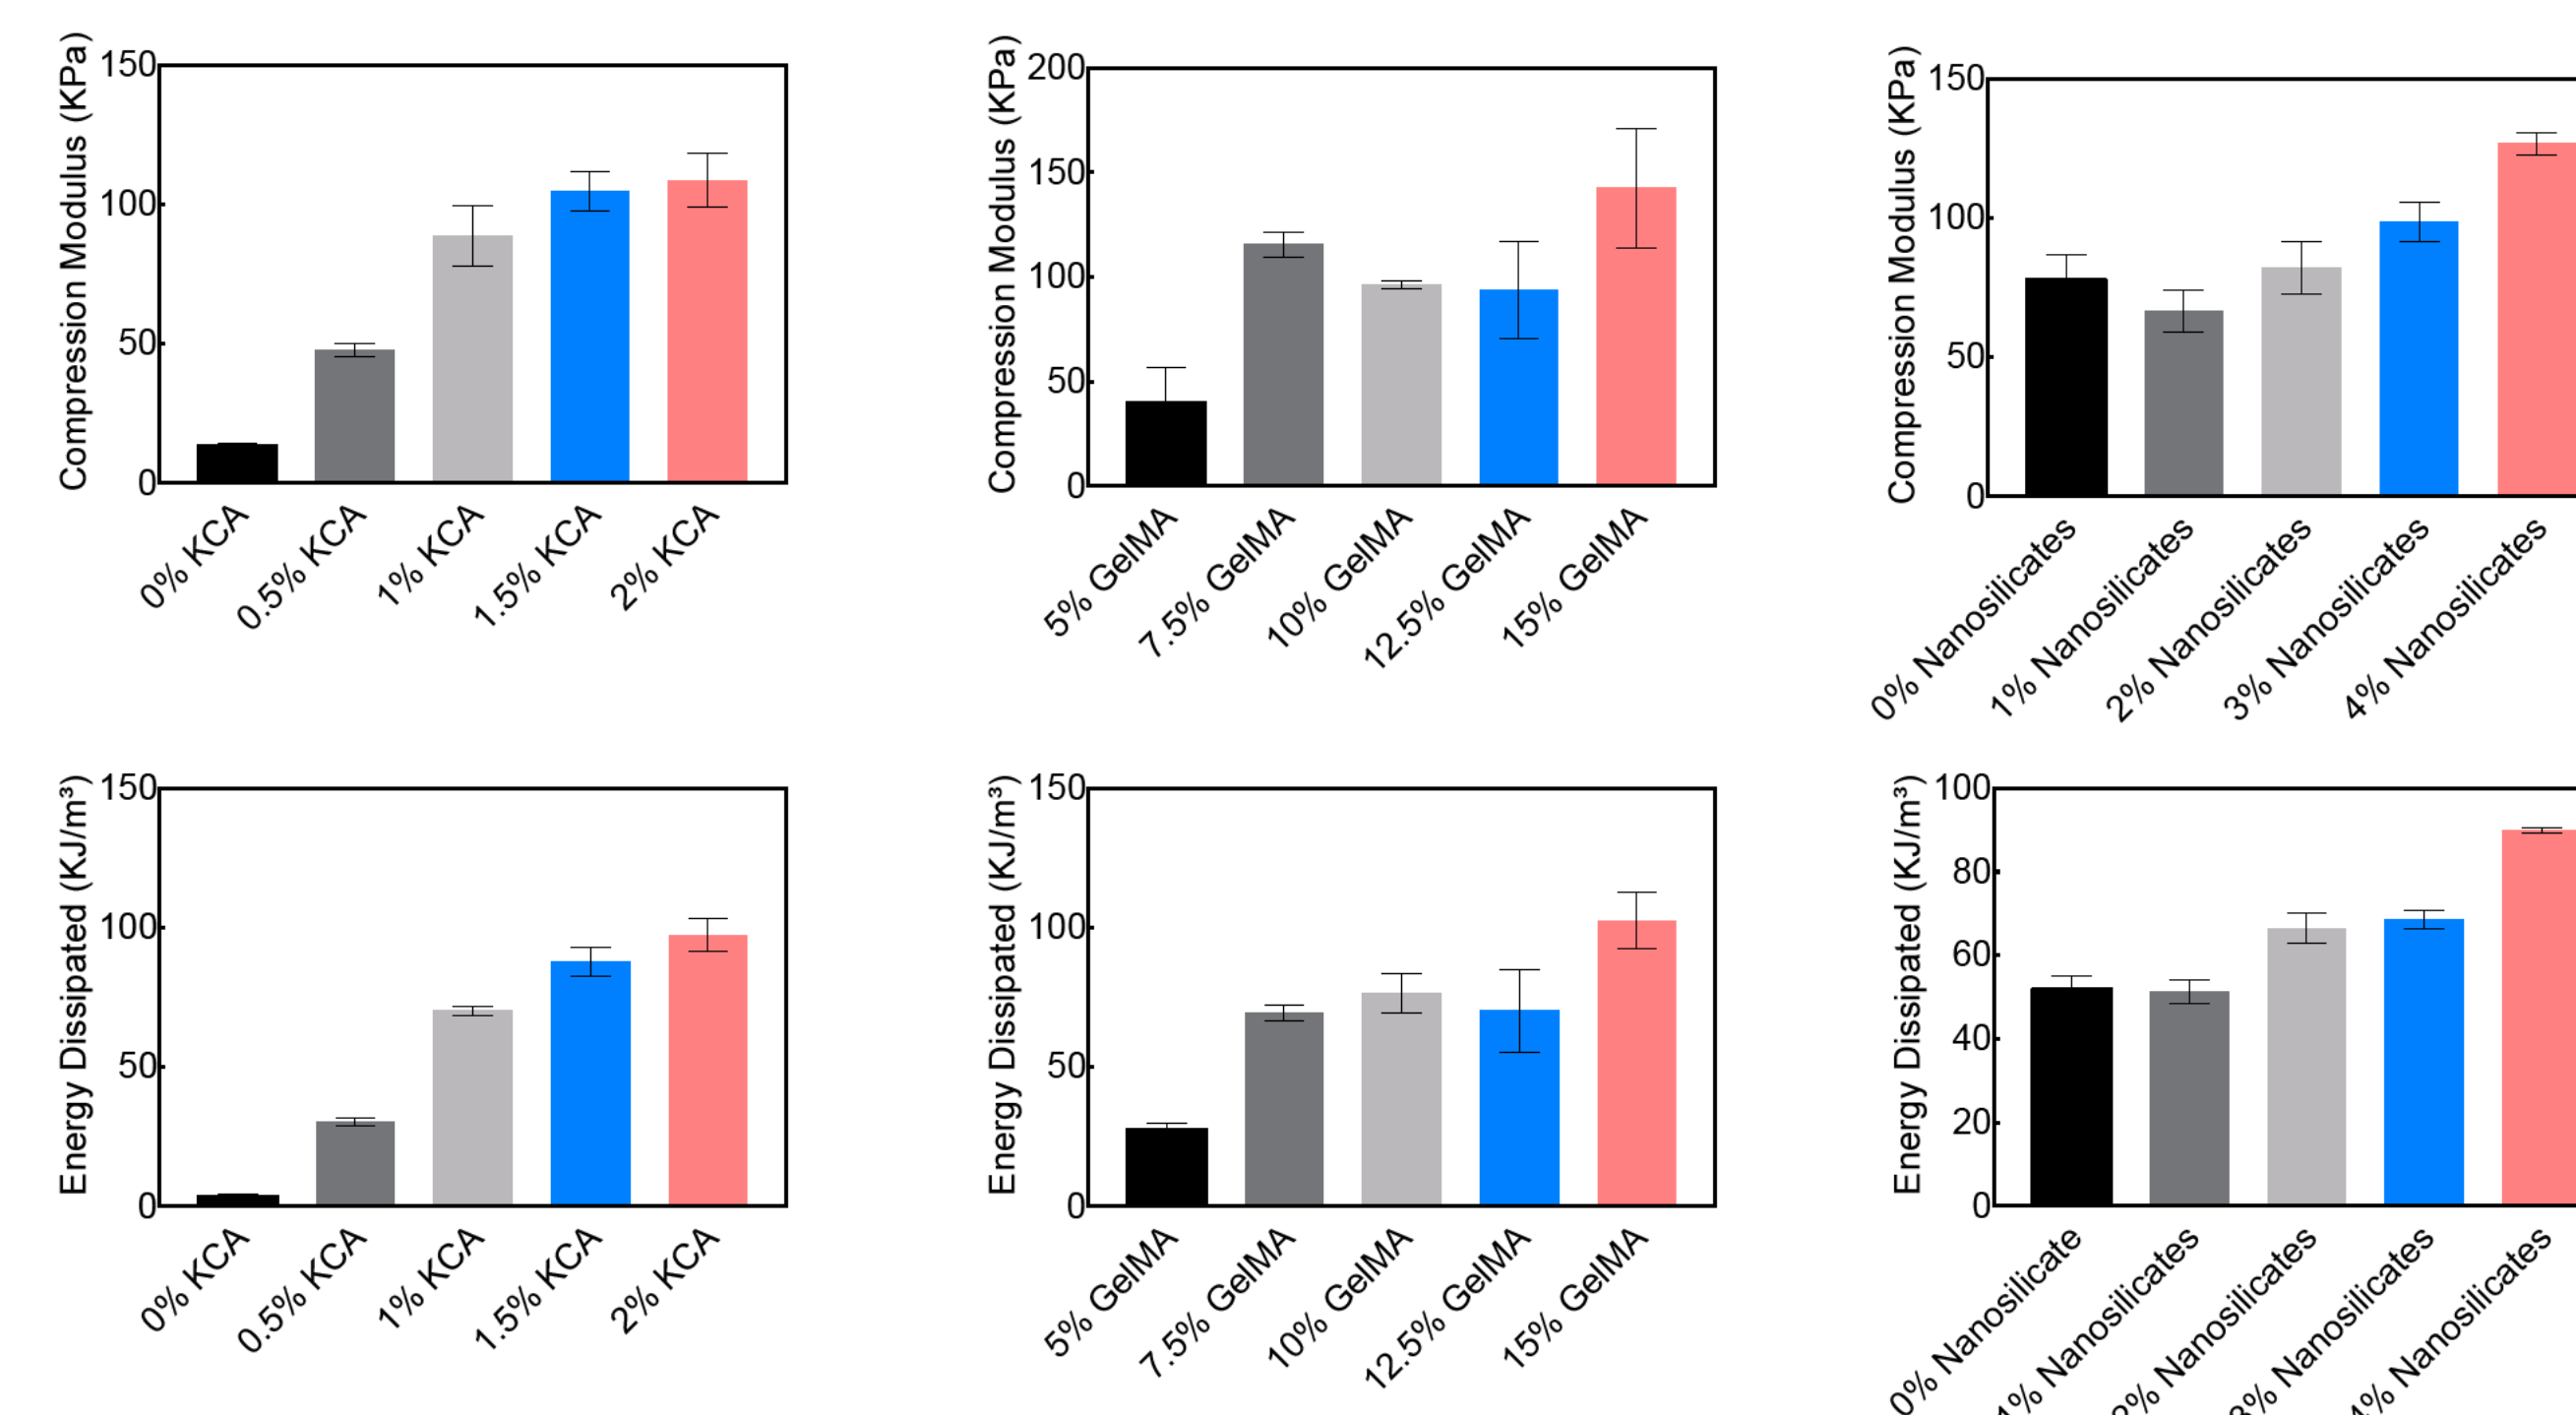 Compression Modulus (KPa)
150
100
50
0
0% KCA
0.5% KCA
1% KCA
1.5% KCA
2% KCA
Compression Modulus (KPa)
200
150
100
50
0
5% GelMA
7.5% GelMA
10% GelMA
12.5% GelMA
15% GelMA
Compression Modulus (KPa)
150
100
50
0
0% Nanosilicates
1% Nanosilicates
2% Nanosilicates
3% Nanosilicates
4% Nanosilicates
Energy Dissipated (KJ/m³)
150
100
50
0
0% KCA
0.5% KCA
1% KCA
1.5% KCA
2% KCA
Energy Dissipated (KJ/m³)
150
100
50
0
5% GelMA
7.5% GelMA
10% GelMA
12.5% GelMA
15% GelMA
Energy Dissipated (KJ/m³)
100
80
60
40
20
0
0% Nanosilicate
1% Nanosilicates
2% Nanosilicates
3% Nanosilicates
4% Nanosilicates